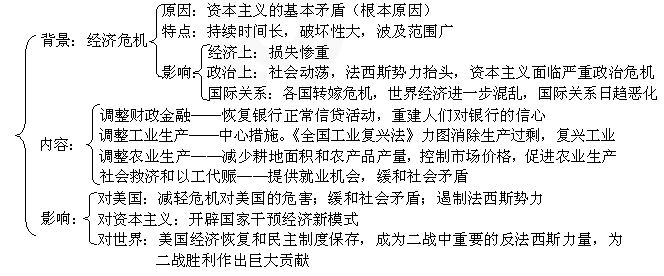 原因：资本主义的基本矛盾（根本原因）
背景：经济危机
特点：持续时间长，破坏性大，波及范围广
经济上：损失惨重
影响
政治上：社会动荡，法西斯势力抬头，资本主义面临严重政治危机
国际关系：各国转嫁危机，世界经济进一步混乱，国际关系日趋恶化
调整财政金融——恢复银行正常信贷活动，重建人们对银行的信心
调整工业生产——中心措施。《全国工业复兴法》力图消除生产过剩，复兴工业
内容：
调整农业生产——减少耕地面积和农产品产量，控制市场价格，促进农业生产
社会救济和以工代赈——提供就业机会，缓和社会矛盾
对美国：减轻危机对美国的危害；缓和社会矛盾；遏制法西斯势力
影响：
对资本主义：开辟国家干预经济新模式
对世界：美国经济恢复和民主制度保存，成为二战中重要的反法西斯力量，为
二战胜利作出巨大贡献